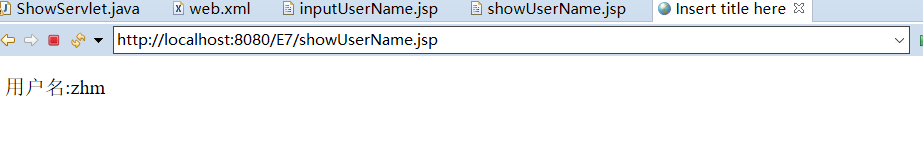 ShowServlet.java web.xml inputUserName.jsp showUserName.jsp Insert title here
http://localhost:8080/E7/showUserName.jsp
用户名:zhm